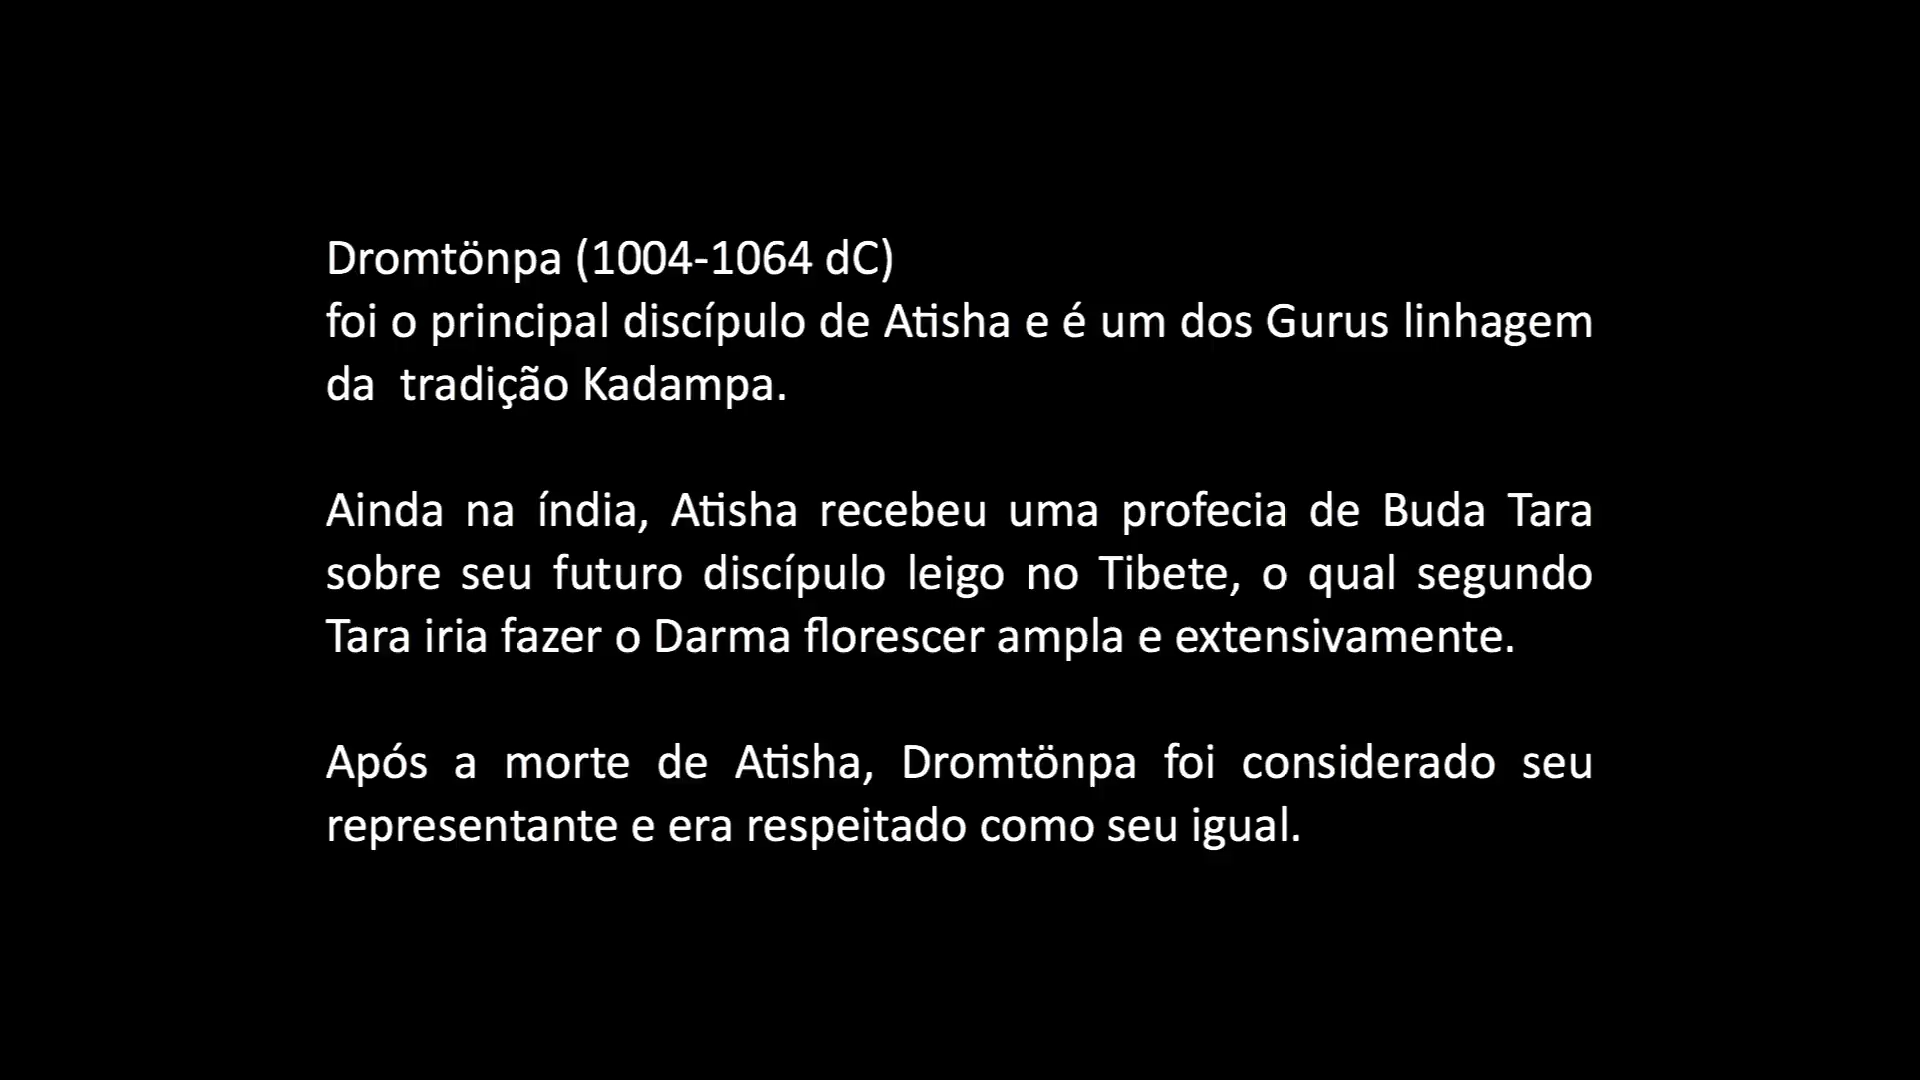 Dromtönpa (1004-1064 dC)
foi o principal discípulo de Atisha e é um dos Gurus linhagem
da  tradição Kadampa.
Ainda na índia, Atisha recebeu uma profecia de Buda Tara
sobre seu futuro discípulo leigo no Tibete, o qual segundo
Tara iria fazer o Darma florescer ampla e extensivamente.
Após a morte de Atisha, Dromtönpa foi considerado seu
representante e era respeitado como seu igual.